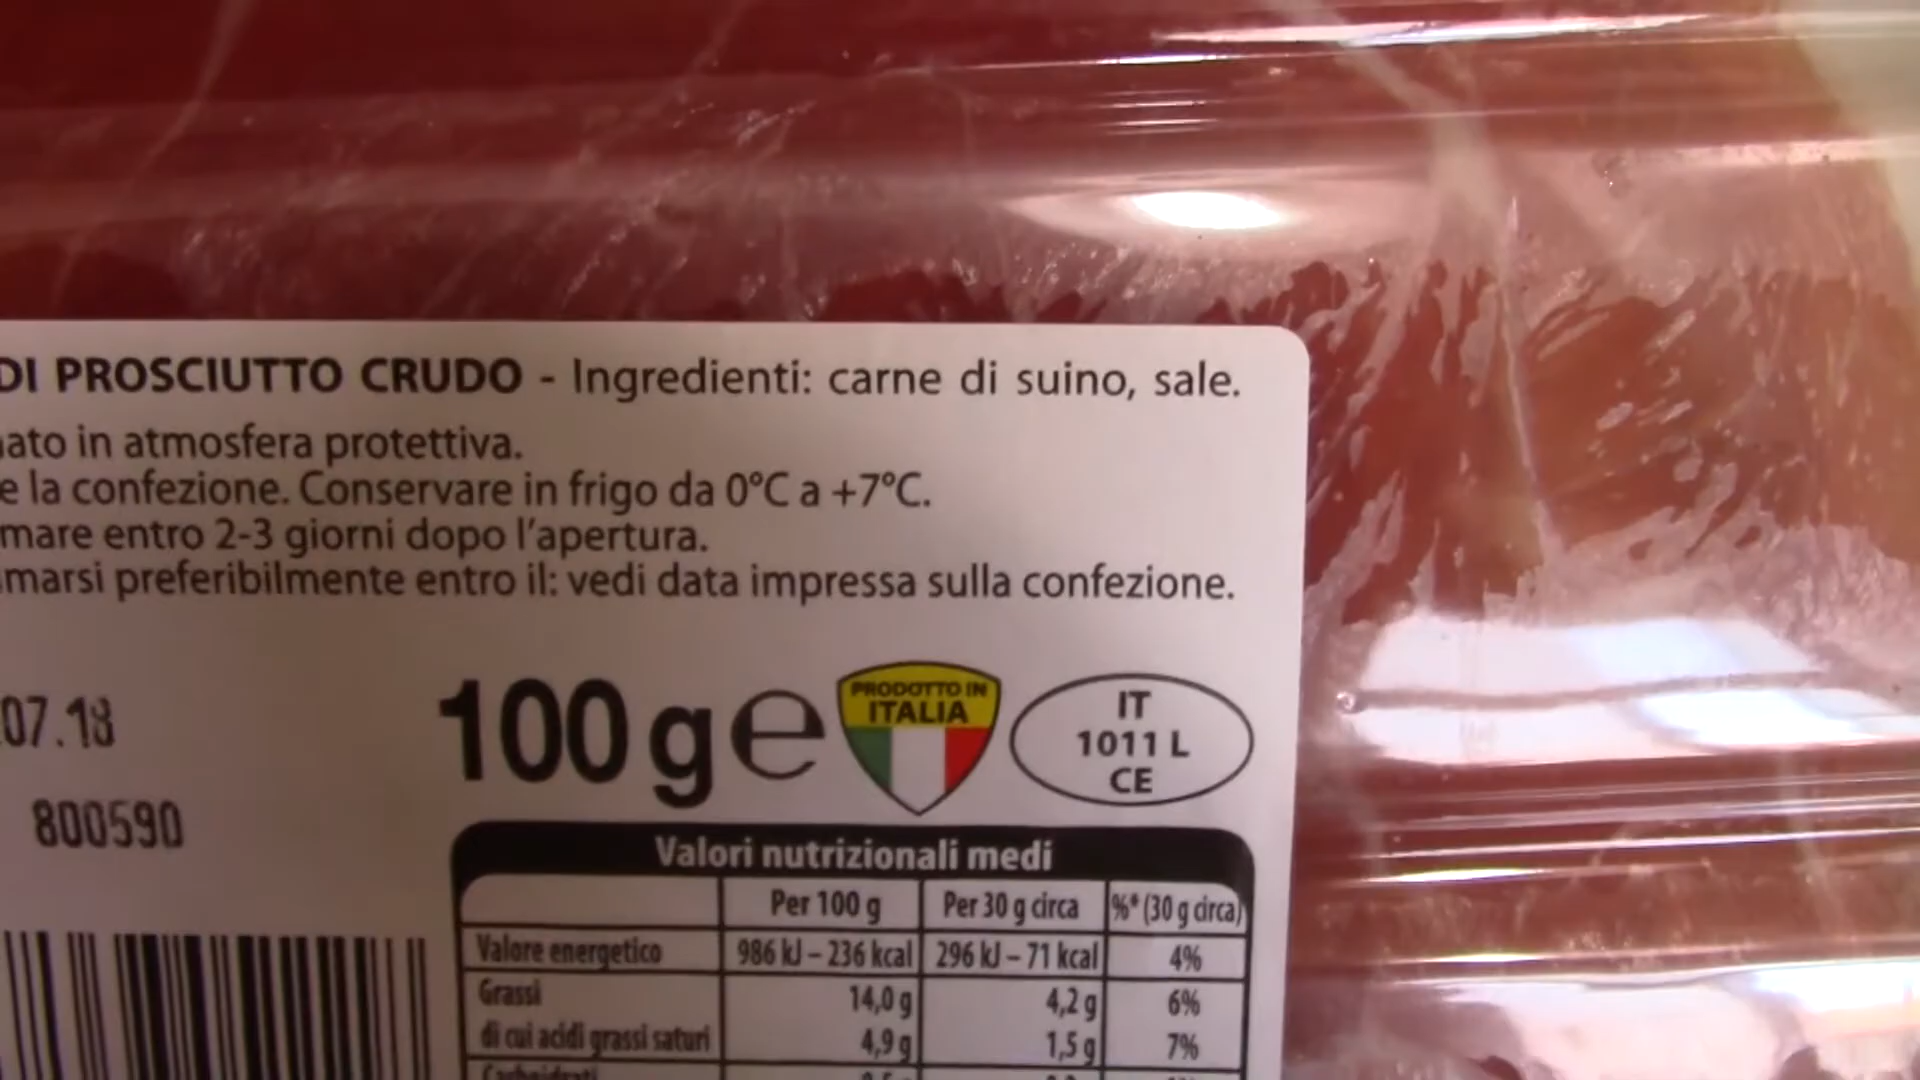 DI PROSCIUTTO CRUDO - Ingredienti: carne di suino, sale.
ato in atmosfera protettiva.
e la confezione. Conservare in frigo da 0°C a +7°C.
mare entro 2-3 giorni dopo l'apertura.
marsi preferibilmente entro il: vedi data impressa sulla confezione.
07.18
100 g e
PRODOTTO IN
ITALIA
IT
1011 L
CE
800590
Valori nutrizionali medi
Per 100 g Per 30 g circa %* (30 g circa)
Valore energetico 986 kJ – 236 kcal 296 kJ – 71 kcal 4%
Grassi 14,0 g 4,2 g 6%
di cui acidi grassi saturi 4,9 g 1,5 g 7%